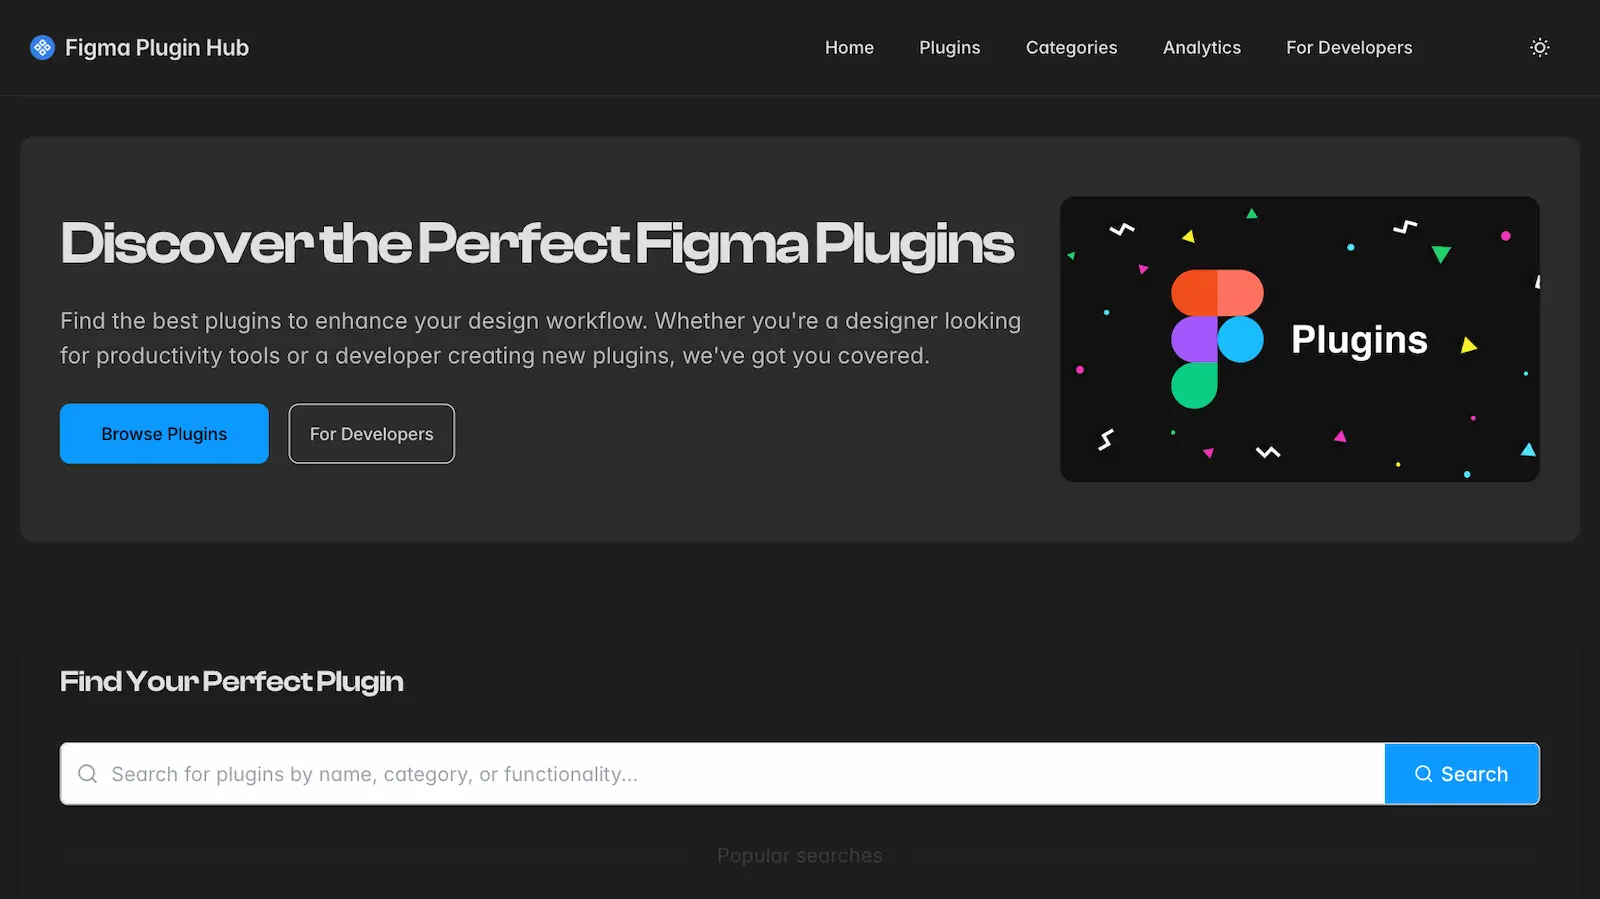 Figma Plugin Hub
Home
Plugins
Categories
Analytics
For Developers
Discover the Perfect Figma Plugins
Find the best plugins to enhance your design workflow. Whether you're a designer looking
for productivity tools or a developer creating new plugins, we've got you covered.
Browse Plugins
For Developers
Plugins
Find Your Perfect Plugin
Search for plugins by name, category, or functionality...
Search
Popular searches